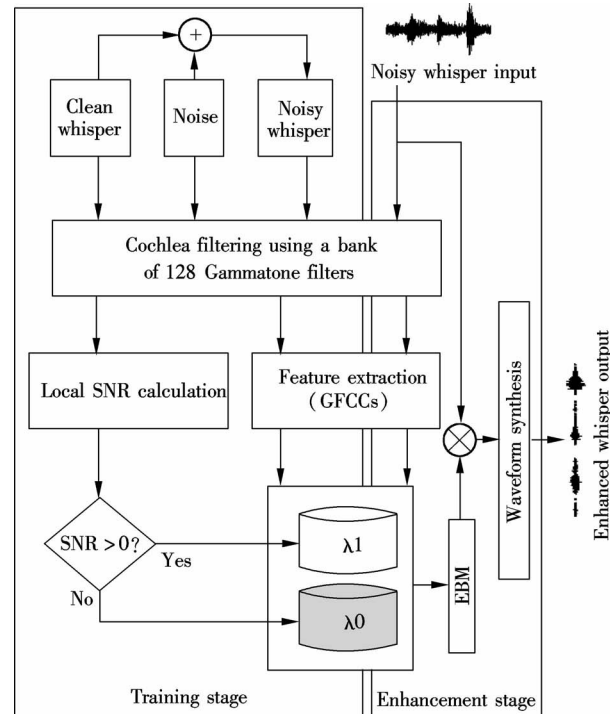 +
Noisy whisper input
Clean
whisper
Noise
Noisy
whisper
Cochlea filtering using a bank
of 128 Gammatone filters
Local SNR calculation
Feature extraction
(GFCCs)
Waveform synthesis
Enhanced whisper output
SNR>0?
Yes
No
λ1
λ0
EBM
Training stage
Enhancement stage